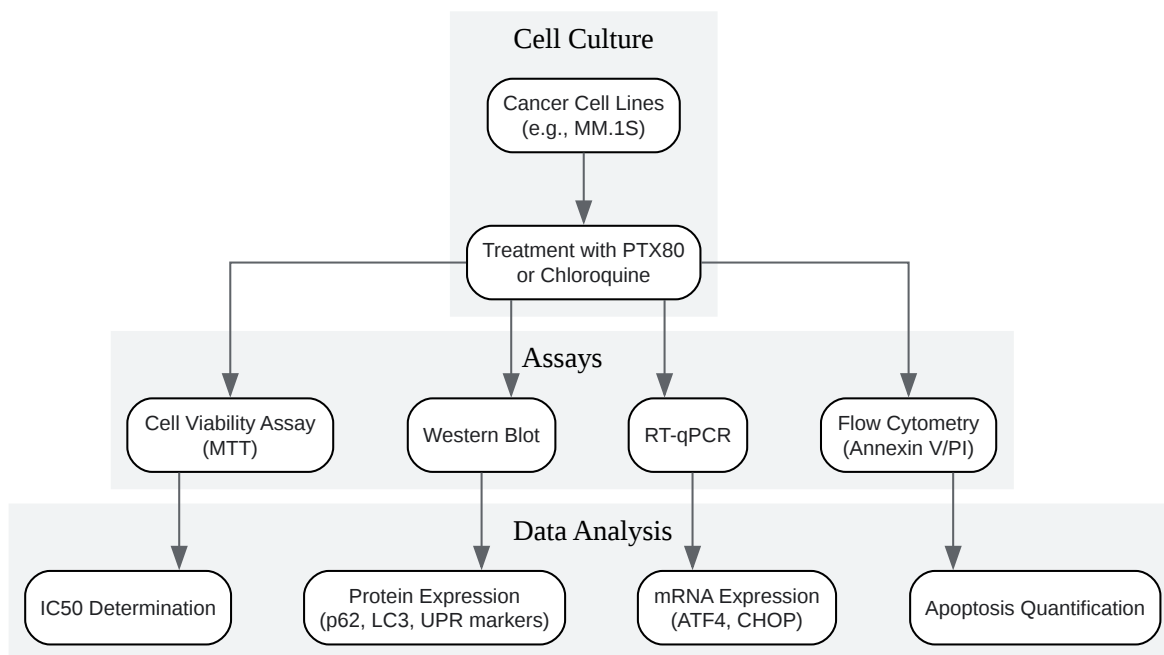 Cell Culture
Cancer Cell Lines
(e.g., MM.1S)
Treatment with PTX80
or Chloroquine
Assays
Cell Viability Assay
(MTT)
Western Blot
RT-qPCR
Flow Cytometry
(Annexin V/PI)
Data Analysis
IC50 Determination
Protein Expression
(p62, LC3, UPR markers)
mRNA Expression
(ATF4, CHOP)
Apoptosis Quantification